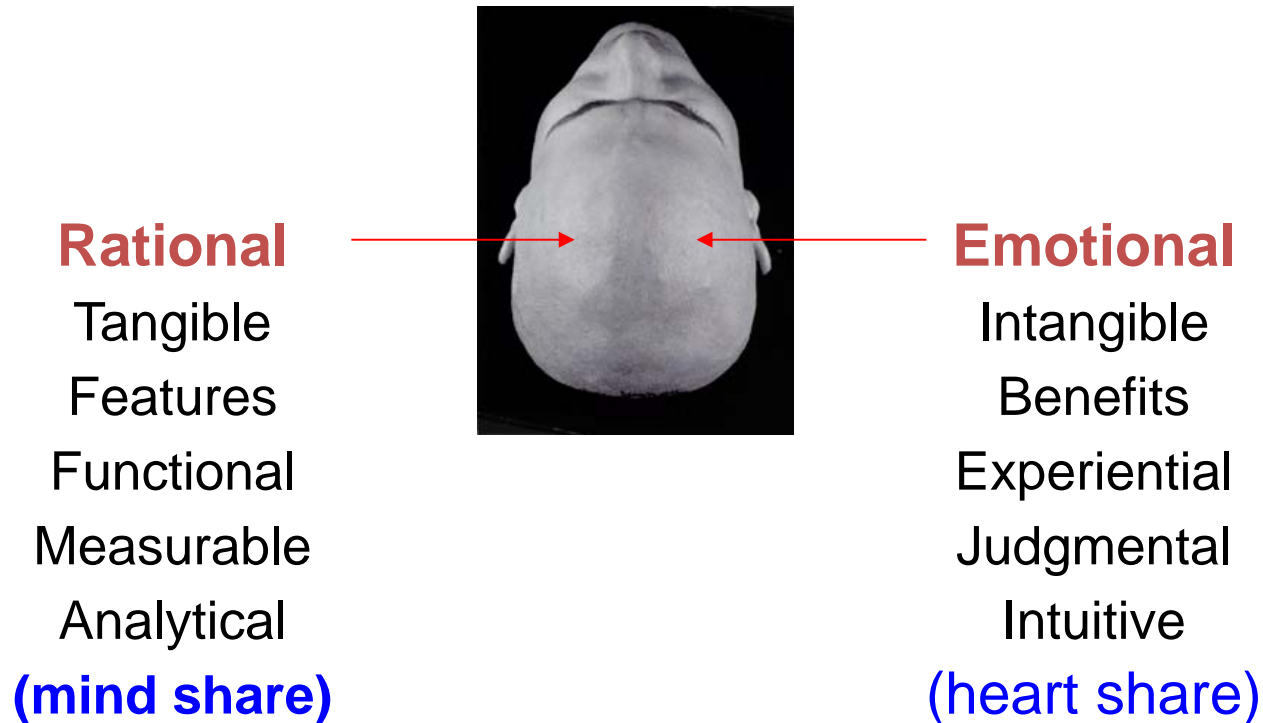 Rational
Tangible
Features
Functional
Measurable
Analytical
(mind share)
Emotional
Intangible
Benefits
Experiential
Judgmental
Intuitive
(heart share)